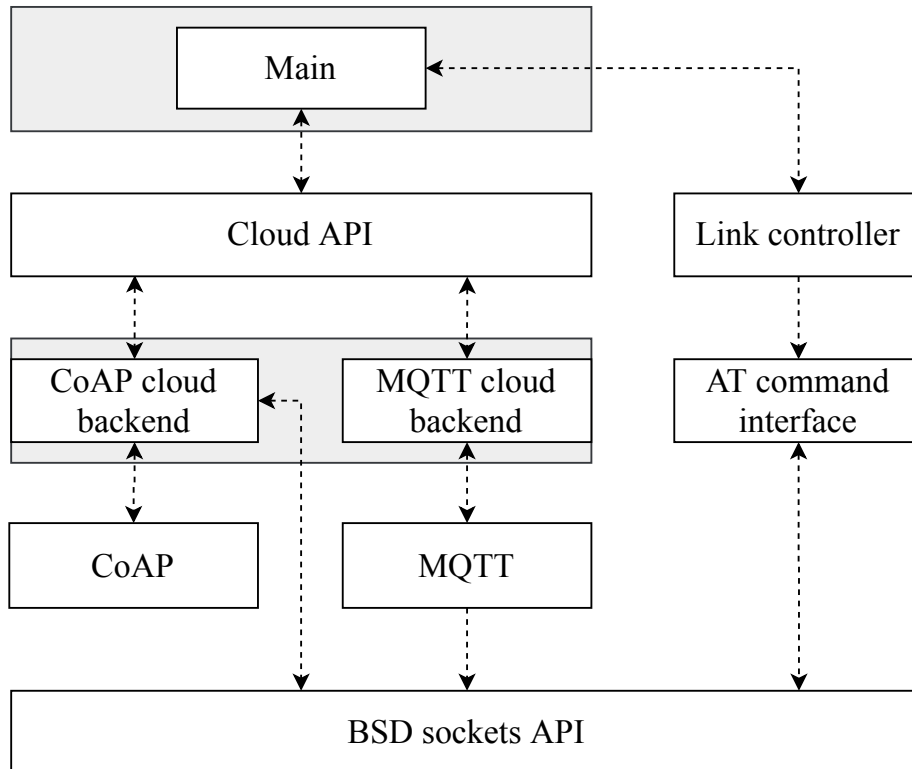 Main
Cloud API
Link controller
CoAP cloud
backend
MQTT cloud
backend
AT command
interface
CoAP
MQTT
BSD sockets API